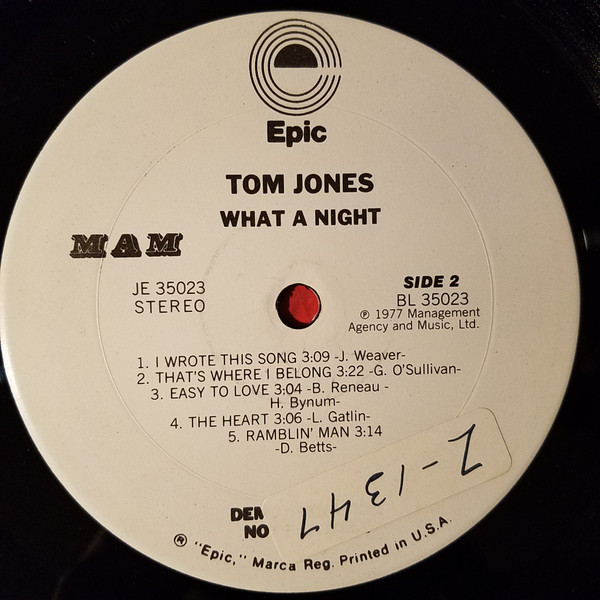 Epic
TOM JONES
WHAT A NIGHT
MAM
JE 35023
STEREO
SIDE 2
BL 35023
℗ 1977 Management
Agency and Music, Ltd.
1. I WROTE THIS SONG 3:09 -J. Weaver-
2. THAT'S WHERE I BELONG 3:22 -G. O'Sullivan-
3. EASY TO LOVE 3:04 -B. Reneau -
H. Bynum-
4. THE HEART 3:06 -L. Gatlin-
5. RAMBLIN' MAN 3:14
-D. Betts-
NO
® "Epic," Marca Reg. Printed in U.S.A.